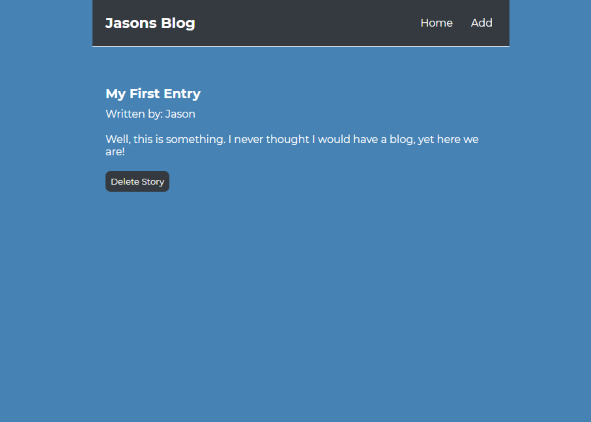 Jasons Blog
Home Add
My First Entry
Written by: Jason
Well, this is something. I never thought I would have a blog, yet here we
are!
Delete Story